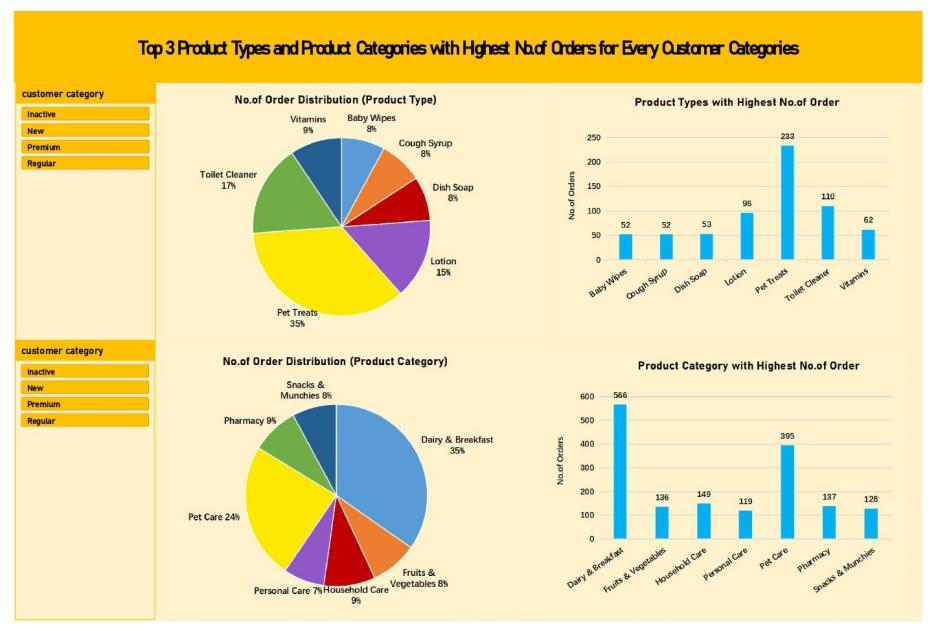 Top 3 Product Types and Product Categories with Highest No.of Orders for Every Customer Categories
customer category
Inactive
New
Premium
Regular
No.of Order Distribution (Product Type)
Vitamins
9%
Baby Wipes
8%
Cough Syrup
8%
Dish Soap
8%
Lotion
15%
Pet Treats
35%
Toilet Cleaner
17%
Product Types with Highest No.of Order
No.of Orders
250
200
150
100
50
0
52
52
53
96
233
110
62
Baby Wipes
Cough Syrup
Dish Soap
Lotion
Pet Treats
Toilet Cleaner
Vitamins
customer category
Inactive
New
Premium
Regular
No.of Order Distribution (Product Category)
Snacks &
Munchies 8%
Dairy & Breakfast
35%
Fruits &
Vegetables 8%
Household Care
9%
Personal Care 7%
Pet Care 24%
Pharmacy 9%
Product Category with Highest No.of Order
No.of Orders
600
500
400
300
200
100
0
566
136
149
119
395
137
128
Dairy & Breakfast
Fruits & Vegetables
Household Care
Personal Care
Pet Care
Pharmacy
Snacks & Munchies